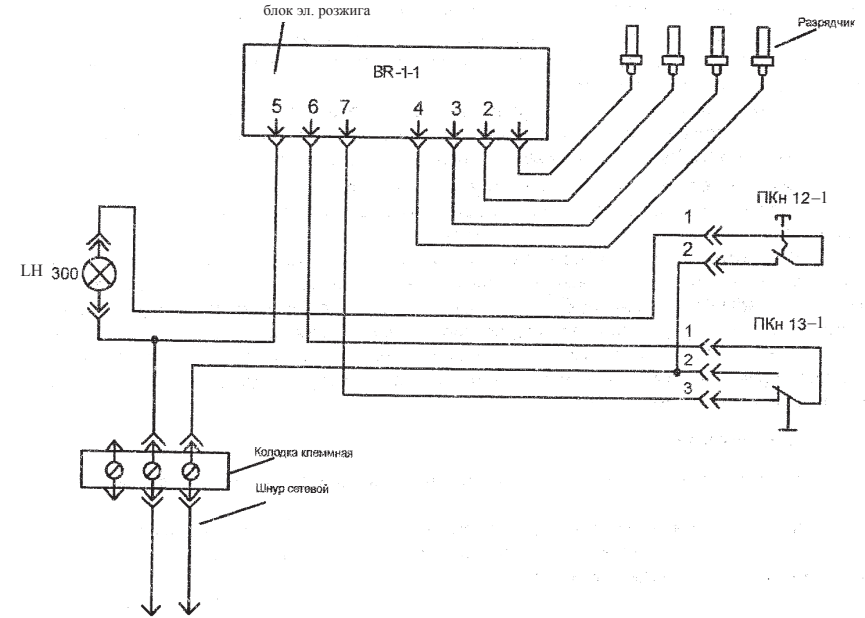 блок эл. розжига
Разрядчик
BR-1-1
5 6 7 4 3 2
ПКн 12-1
1
2
LH 300
ПКн 13-1
1
2
3
Колодка клеммная
Шнур сетевой